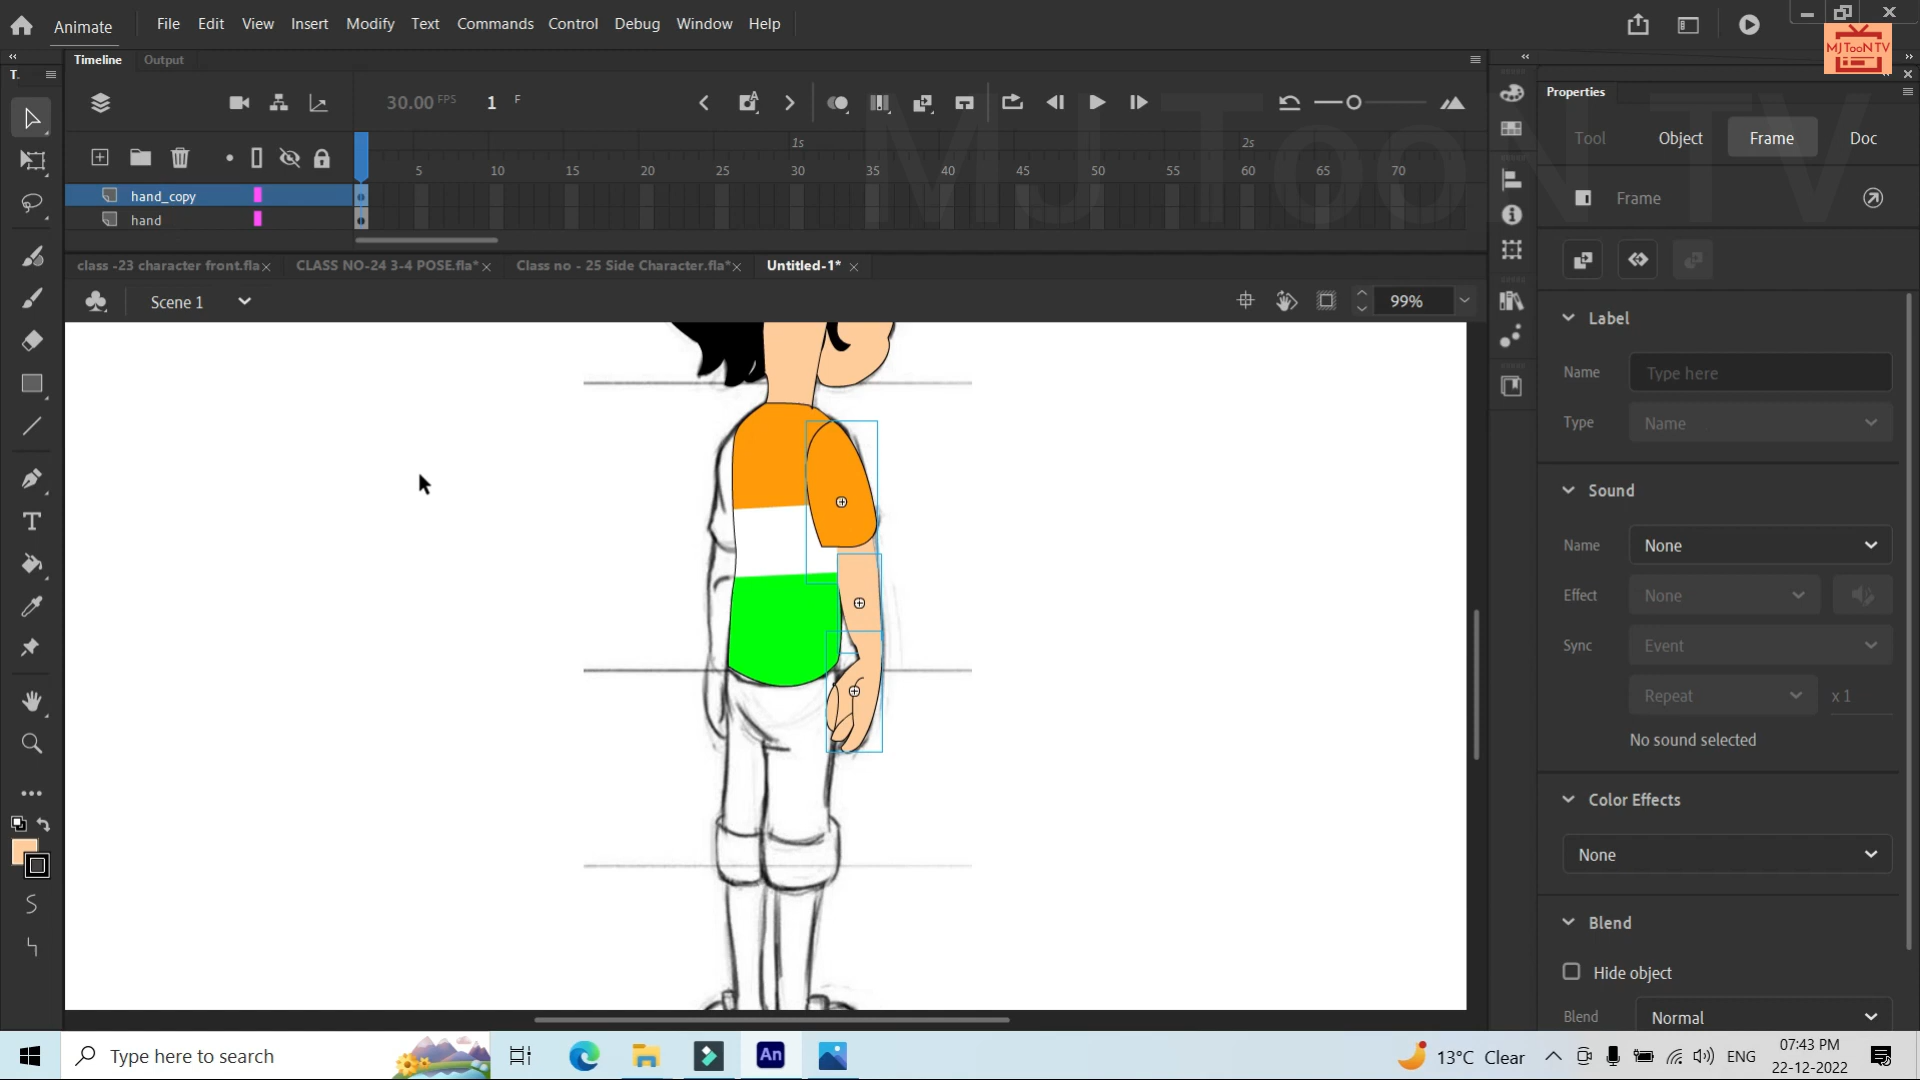 Animate File Edit View Insert Modify Text Commands Control Debug Window Help
MJTooN TV
Timeline Output
T.
Properties
30.00 FPS 1 F
Tool Object Frame Doc
1s 2s
5 10 15 20 25 30 35 40 45 50 55 60 65 70
hand_copy
hand
MJ TooN TV
Frame
class -23 character front.fla× CLASS NO-24 3-4 POSE.fla*× Class no - 25 Side Character.fla*× Untitled-1* ×
Scene 1
99%
Label
Name Type here
Type Name
Sound
Name None
Effect None
Sync Event
Repeat x 1
No sound selected
Color Effects
None
Blend
Hide object
Blend Normal
Type here to search
An
13°C Clear
ENG
07:43 PM
22-12-2022